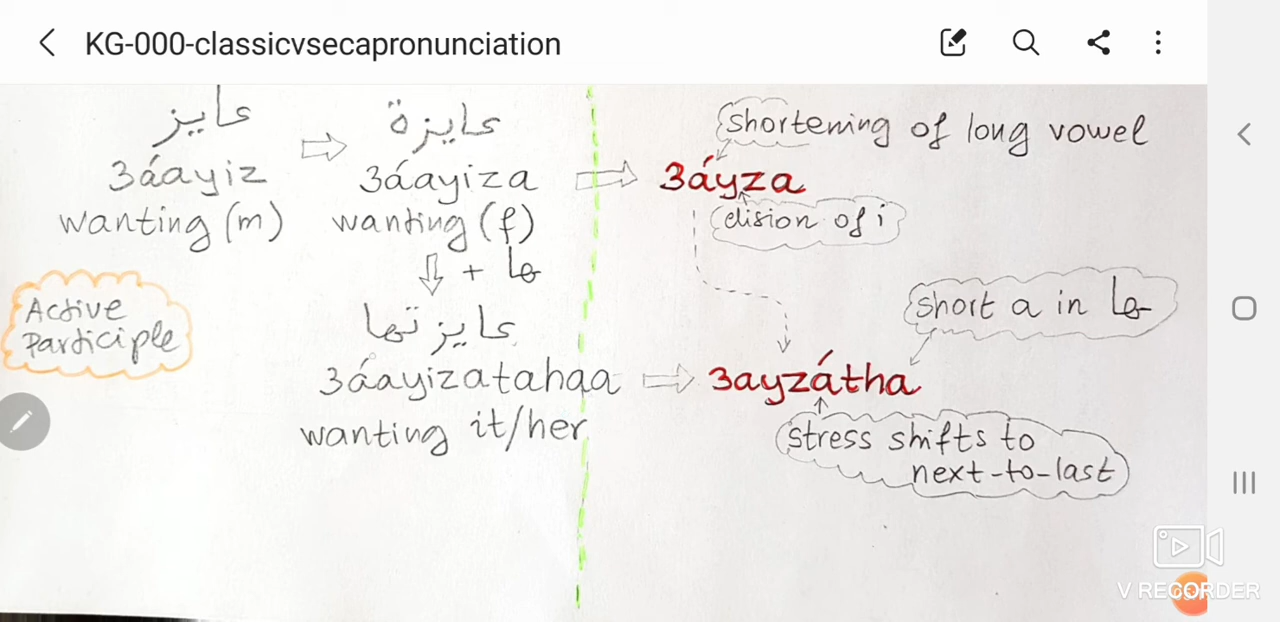 KG-000-classicvsecapronunciation
عايز
عايزة
shortening of long vowel
3áayiz
3áayiza
3áyza
wanting (m)
wanting (f)
elision of i
+ ها
Active
Participle
عايزتها
short a in ها
3áayizatahaa
3ayzátha
wanting it/her
stress shifts to
next-to-last
V RECORDER